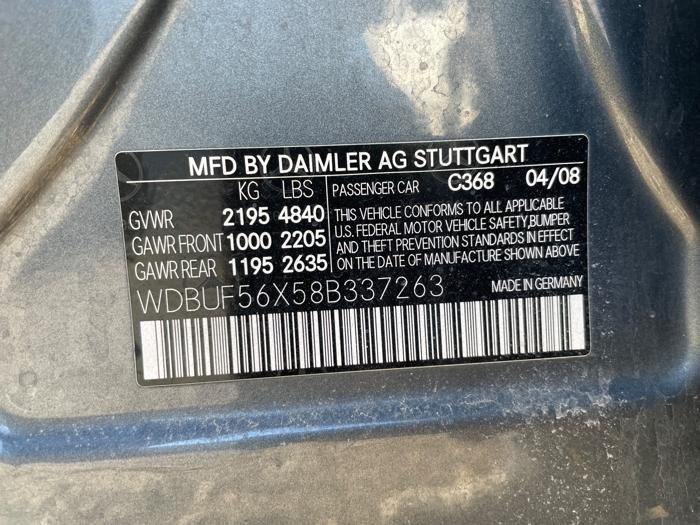 MFD BY DAIMLER AG STUTTGART
KG LBS PASSENGER CAR C368 04/08
GVWR 2195 4840
GAWR FRONT 1000 2205
GAWR REAR 1195 2635
THIS VEHICLE CONFORMS TO ALL APPLICABLE
U.S. FEDERAL MOTOR VEHICLE SAFETY,BUMPER
AND THEFT PREVENTION STANDARDS IN EFFECT
ON THE DATE OF MANUFACTURE SHOWN ABOVE
WDBUF56X58B337263 MADE IN GERMANY